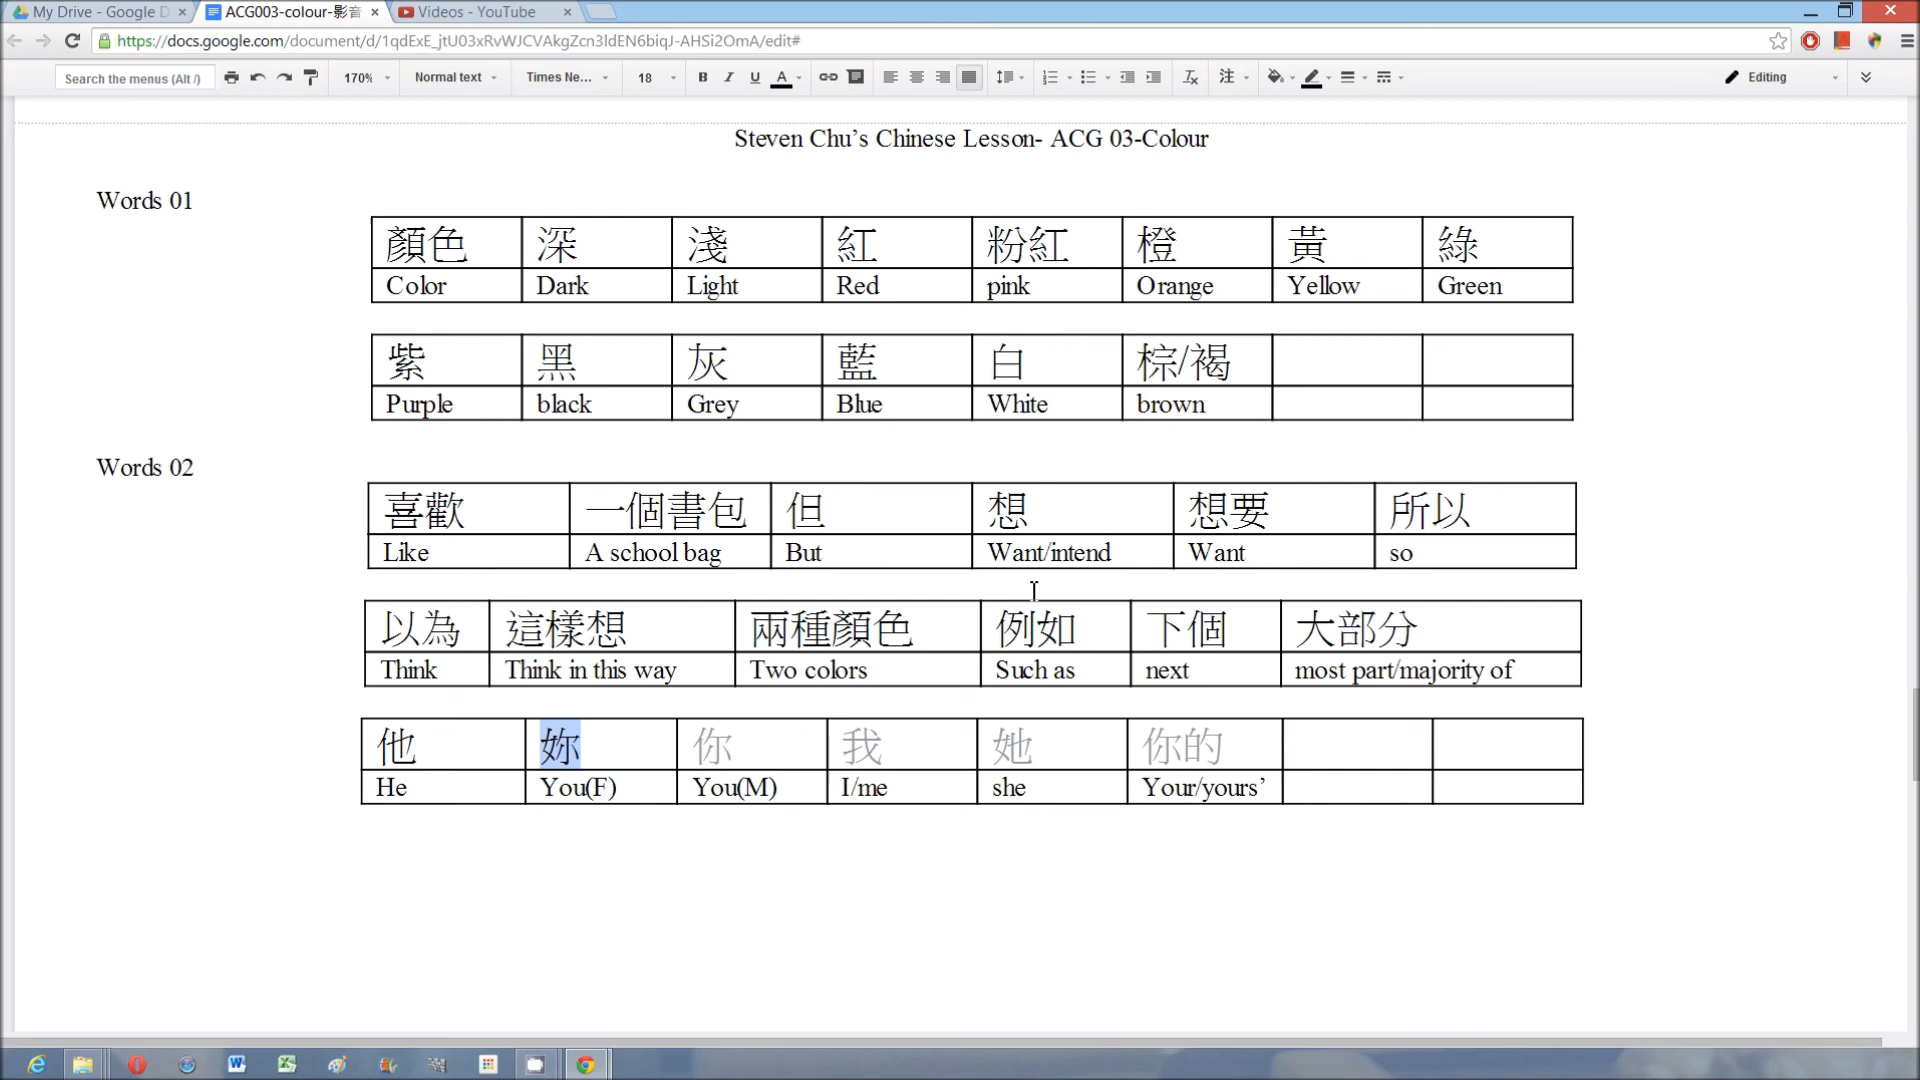 My Drive - Google D
ACG003-colour-影音
Videos - YouTube
https://docs.google.com/document/d/1qdExE_jtU03xRvWJCVAkgZcn3ldEN6biqJ-AHSi2OmA/edit#
Search the menus (Alt /)
170%
Normal text
Times Ne...
18
B I U A
注
Editing
Steven Chu’s Chinese Lesson- ACG 03-Colour
Words 01
顏色 深 淺 紅 粉紅 橙 黃 綠
Color Dark Light Red pink Orange Yellow Green
紫 黑 灰 藍 白 棕/褐
Purple black Grey Blue White brown
Words 02
喜歡 一個書包 但 想 想要 所以
Like A school bag But Want/intend Want so
以為 這樣想 兩種顏色 例如 下個 大部分
Think Think in this way Two colors Such as next most part/majority of
他 妳 你 我 她 你的
He You(F) You(M) I/me she Your/yours’